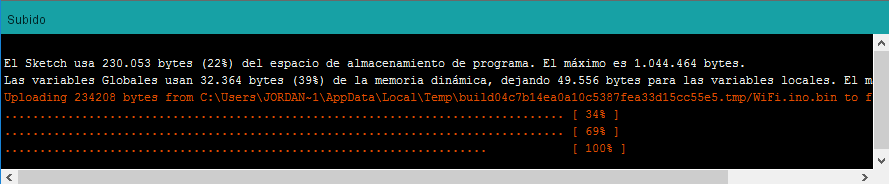 Subido
El Sketch usa 230.053 bytes (22%) del espacio de almacenamiento de programa. El máximo es 1.044.464 bytes.
Las variables Globales usan 32.364 bytes (39%) de la memoria dinámica, dejando 49.556 bytes para las variables locales. El m
Uploading 234208 bytes from C:\Users\JORDAN~1\AppData\Local\Temp\build04c7b14ea0a10c5387fea33d15cc55e5.tmp/WiFi.ino.bin to f
................................................................................ [ 34% ]
................................................................................ [ 69% ]
..................................................................... [ 100% ]